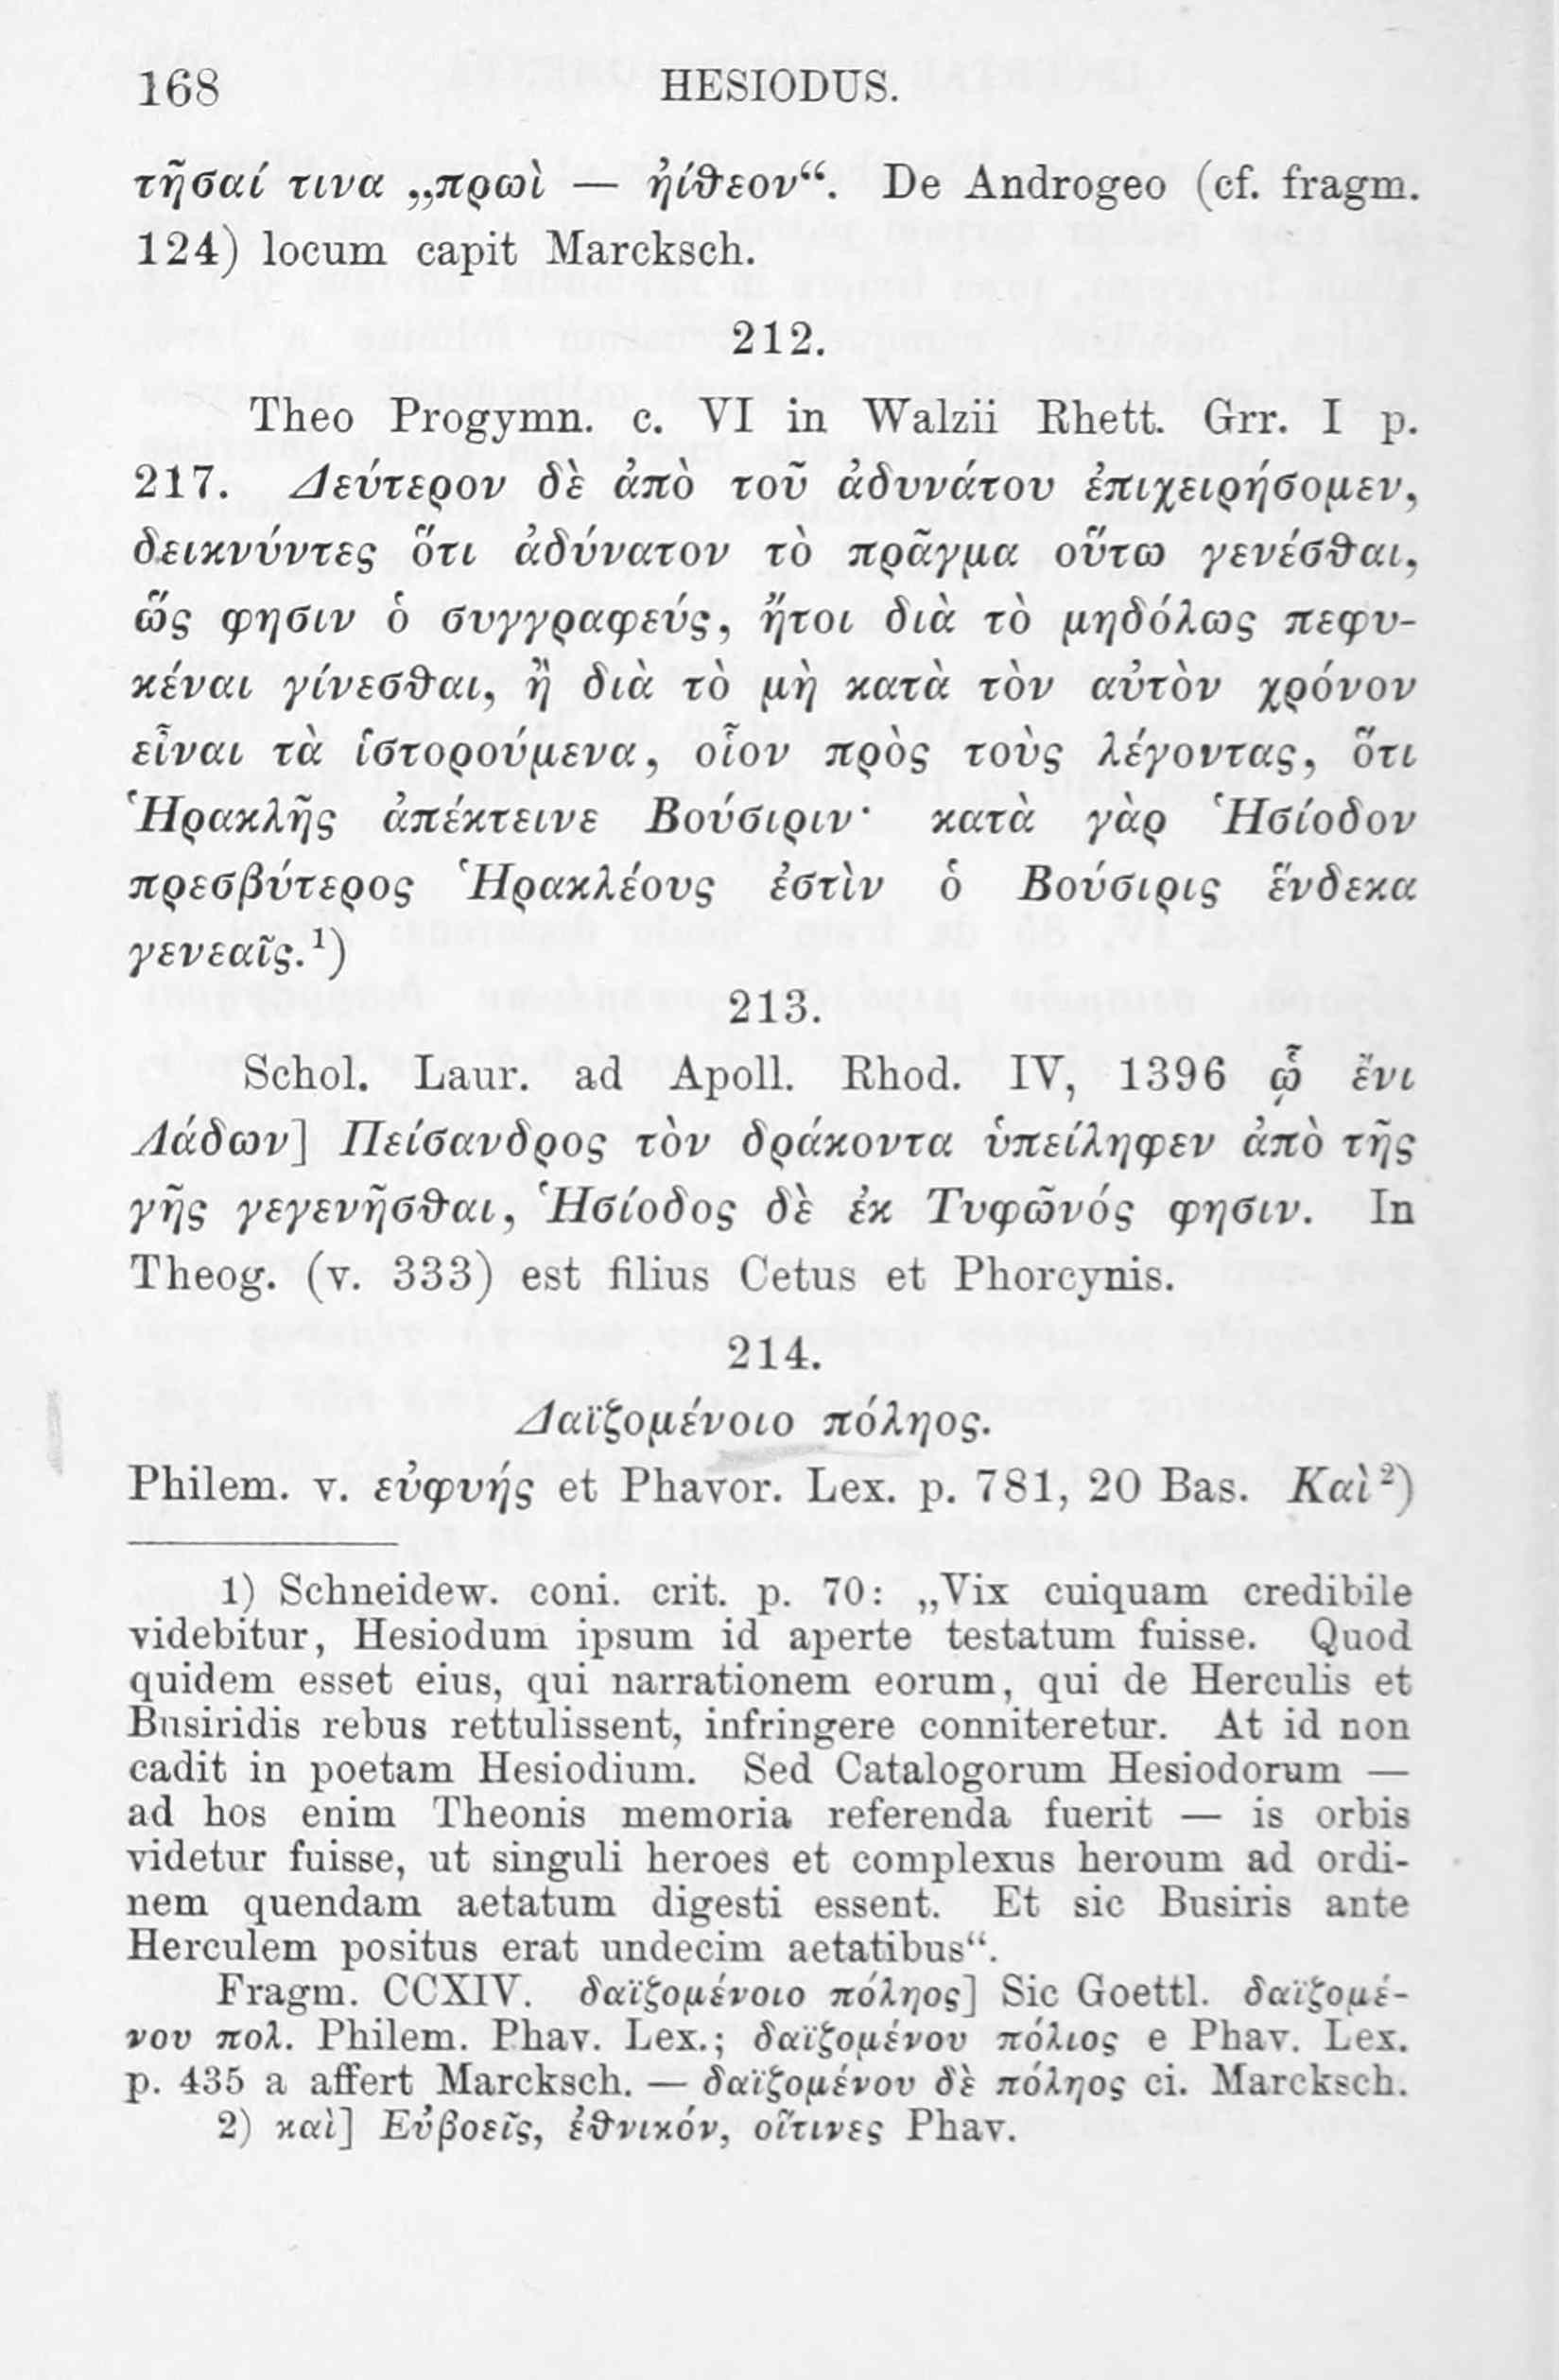 168 HESIODUS.
τῆσαί τινα „πρωὶ — ἠίθεον“. De Androgeo (cf. fragm.
124) locum capit Marcksch.
212.
Theo Progymn. c. VI in Walzii Rhett. Grr. I p.
217. Δεύτερον δὲ ἀπὸ τοῦ ἀδυνάτου ἐπιχειρήσομεν,
δεικνύντες ὅτι ἀδύνατον τὸ πρᾶγμα οὕτω γενέσθαι,
ὥς φησιν ὁ συγγραφεύς, ἤτοι διὰ τὸ μηδόλως πεφυ-
κέναι γίνεσθαι, ἢ διὰ τὸ μὴ κατὰ τὸν αὐτὸν χρόνον
εἶναι τὰ ἱστορούμενα, οἷον πρὸς τοὺς λέγοντας, ὅτι
Ἡρακλῆς ἀπέκτεινε Βούσιριν· κατὰ γὰρ Ἡσίοδον
πρεσβύτερος Ἡρακλέους ἐστὶν ὁ Βούσιρις ἕνδεκα
γενεαῖς.¹)
213.
Schol. Laur. ad Apoll. Rhod. IV, 1396 ᾧ ἔνι
Λάδων] Πείσανδρος τὸν δράκοντα ὑπείληφεν ἀπὸ τῆς
γῆς γεγενῆσθαι, Ἡσίοδος δὲ ἐκ Τυφῶνός φησιν. In
Theog. (v. 333) est filius Cetus et Phorcynis.
214.
Δαϊζομένοιο πόληος.
Philem. v. εὐφυής et Phavor. Lex. p. 781, 20 Bas. Καὶ²)
1) Schneidew. coni. crit. p. 70: „Vix cuiquam credibile
videbitur, Hesiodum ipsum id aperte testatum fuisse. Quod
quidem esset eius, qui narrationem eorum, qui de Herculis et
Busiridis rebus rettulissent, infringere conniteretur. At id non
cadit in poetam Hesiodium. Sed Catalogorum Hesiodorum —
ad hos enim Theonis memoria referenda fuerit — is orbis
videtur fuisse, ut singuli heroes et complexus heroum ad ordi-
nem quendam aetatum digesti essent. Et sic Busiris ante
Herculem positus erat undecim aetatibus“.
Fragm. CCXIV. δαϊζομένοιο πόληος] Sic Goettl. δαϊζομέ-
νου πολ. Philem. Phav. Lex.; δαϊζομένου πόλιος e Phav. Lex.
p. 435 a affert Marcksch. — δαϊζομένου δὲ πόληος ci. Marcksch.
2) καὶ] Εὐβοεῖς, ἐθνικόν, οἵτινες Phav.